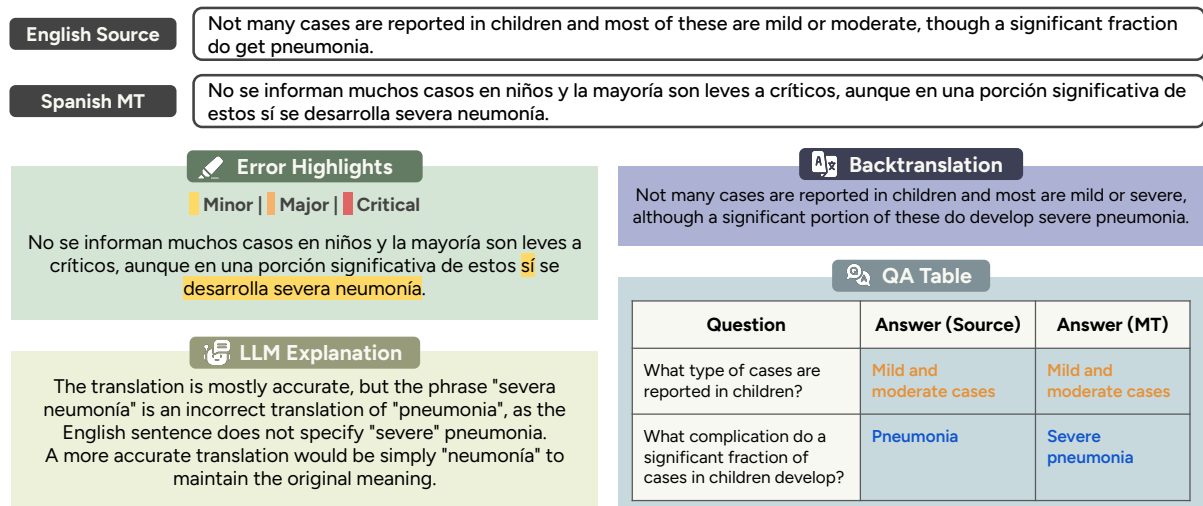 English Source
Not many cases are reported in children and most of these are mild or moderate, though a significant fraction
do get pneumonia.
Spanish MT
No se informan muchos casos en niños y la mayoría son leves a críticos, aunque en una porción significativa de
estos sí se desarrolla severa neumonía.
Error Highlights
Minor | Major | Critical
No se informan muchos casos en niños y la mayoría son leves a
críticos, aunque en una porción significativa de estos sí se
desarrolla severa neumonía.
LLM Explanation
The translation is mostly accurate, but the phrase "severa
neumonía" is an incorrect translation of "pneumonia", as the
English sentence does not specify "severe" pneumonia.
A more accurate translation would be simply "neumonía" to
maintain the original meaning.
Backtranslation
Not many cases are reported in children and most are mild or severe,
although a significant portion of these do develop severe pneumonia.
QA Table
Question Answer (Source) Answer (MT)
What type of cases are
reported in children?
Mild and
moderate cases
Mild and
moderate cases
What complication do a
significant fraction of
cases in children develop?
Pneumonia
Severe
pneumonia